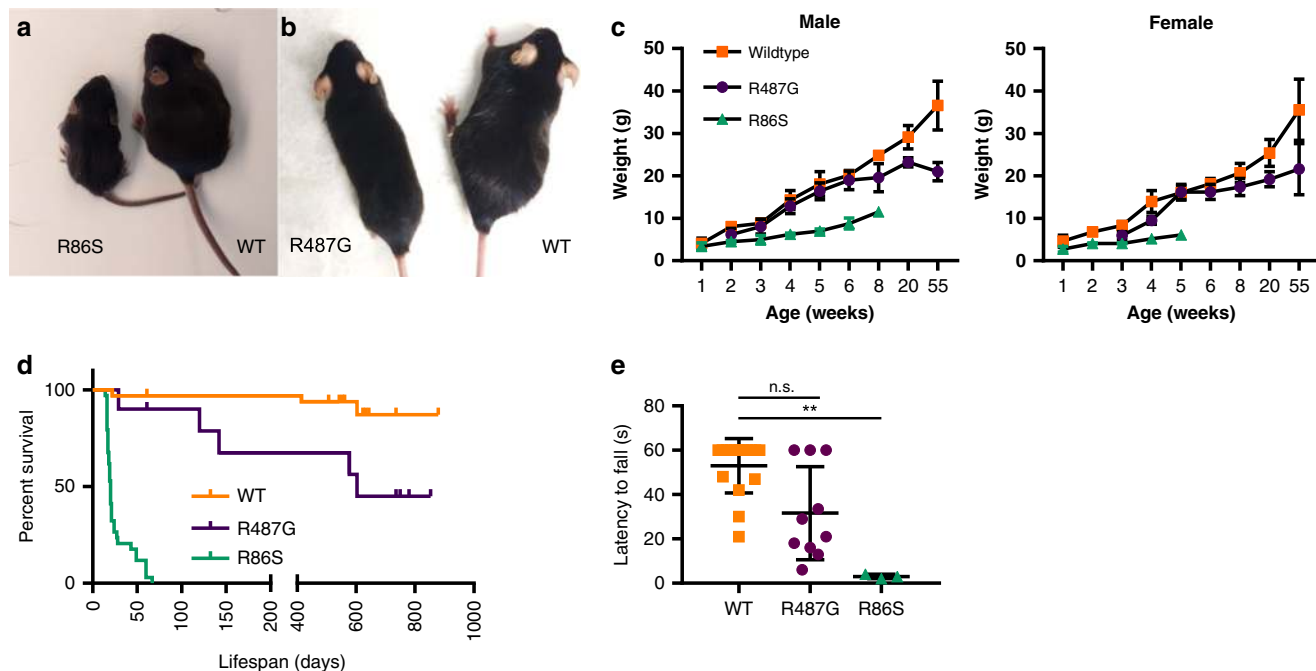 a
R86S
WT
b
R487G
WT
c
Male
Weight (g)
50
40
30
20
10
0
Wildtype
R487G
R86S
1 2 3 4 5 6 8 20 55
Age (weeks)
Female
Weight (g)
50
40
30
20
10
0
1 2 3 4 5 6 8 20 55
Age (weeks)
d
Percent survival
100
50
0
WT
R487G
R86S
0 50 100 150 200 400 600 800 1000
Lifespan (days)
e
Latency to fall (s)
80
60
40
20
0
n.s.
**
WT R487G R86S